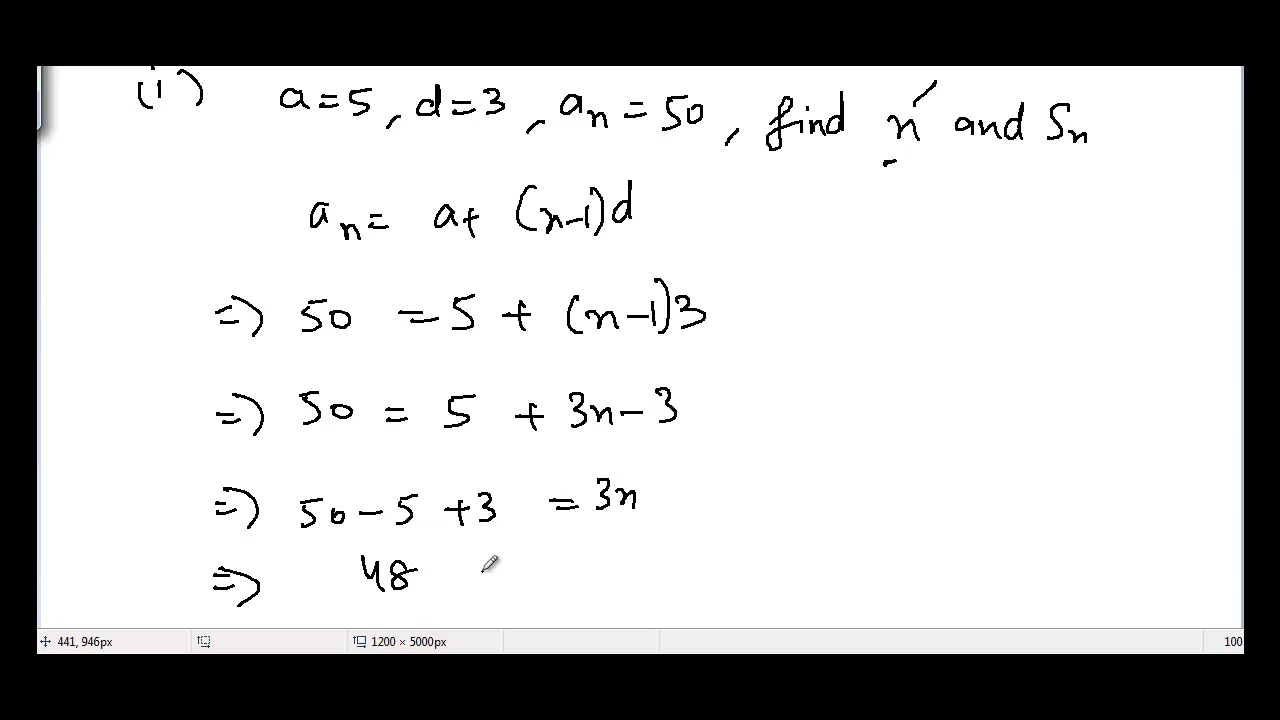 (i) a=5, d=3, an=50, find n and Sn
an= a+ (n-1)d
=> 50 =5 + (n-1)3
=> 50 = 5 + 3n-3
=> 50-5+3 =3n
=> 48
441, 946px 1200 × 5000px 100